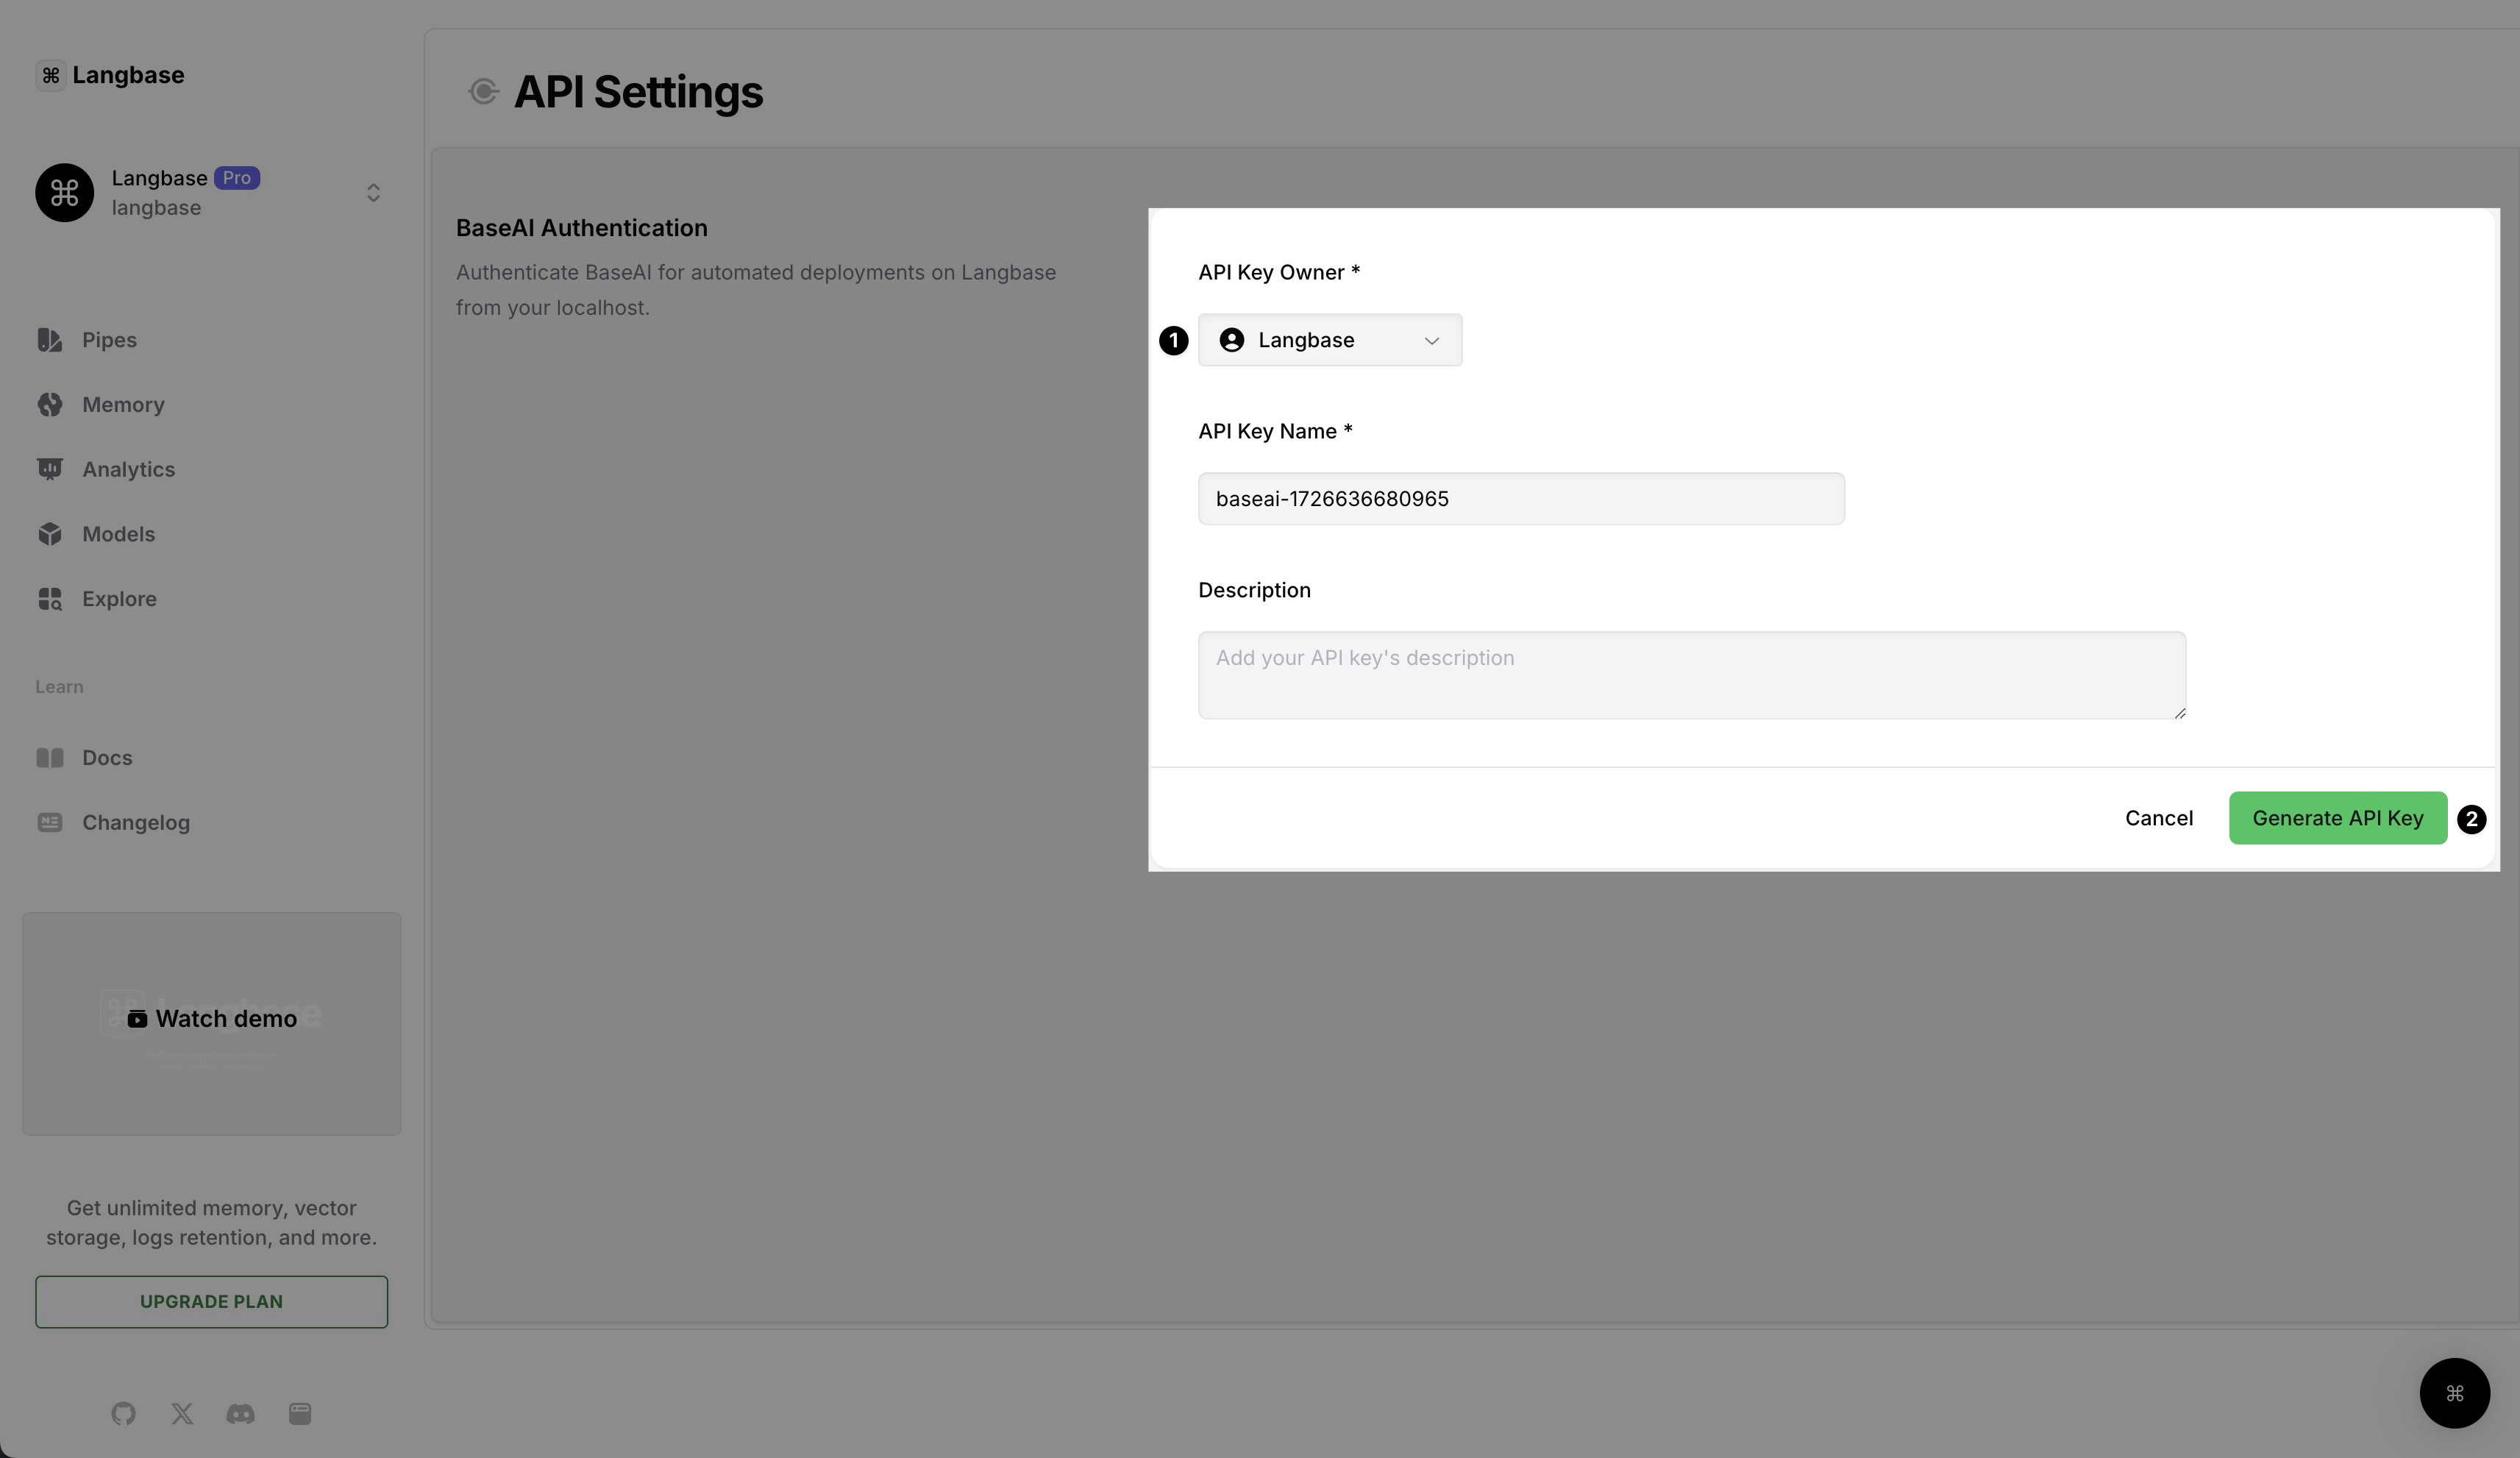 Langbase
Langbase Pro
langbase
Pipes
Memory
Analytics
Models
Explore
Learn
Docs
Changelog
Watch demo
Get unlimited memory, vector
storage, logs retention, and more.
UPGRADE PLAN
API Settings
BaseAI Authentication
Authenticate BaseAI for automated deployments on Langbase
from your localhost.
API Key Owner *
1 Langbase
API Key Name *
baseai-1726636680965
Description
Add your API key's description
Cancel Generate API Key 2